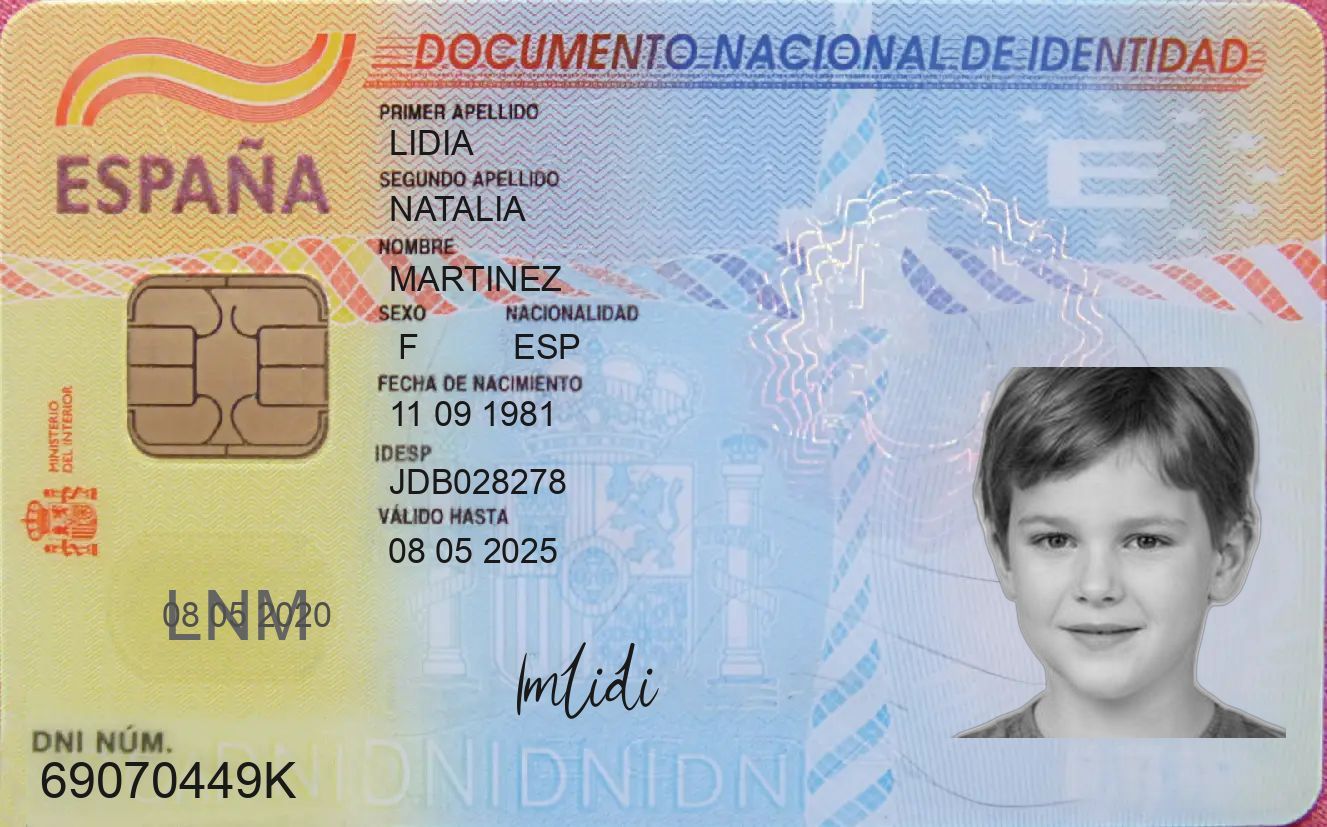 DOCUMENTO NACIONAL DE IDENTIDAD
ESPAÑA
PRIMER APELLIDO
LIDIA
SEGUNDO APELLIDO
NATALIA
NOMBRE
MARTINEZ
SEXO NACIONALIDAD
F ESP
FECHA DE NACIMIENTO
11 09 1981
IDESP
JDB028278
VÁLIDO HASTA
08 05 2025
MINISTERIO
DEL INTERIOR
E
08 05 2020
LNM
lmlidi
DNI NÚM.
69070449K
DNIDNIDNIDNI